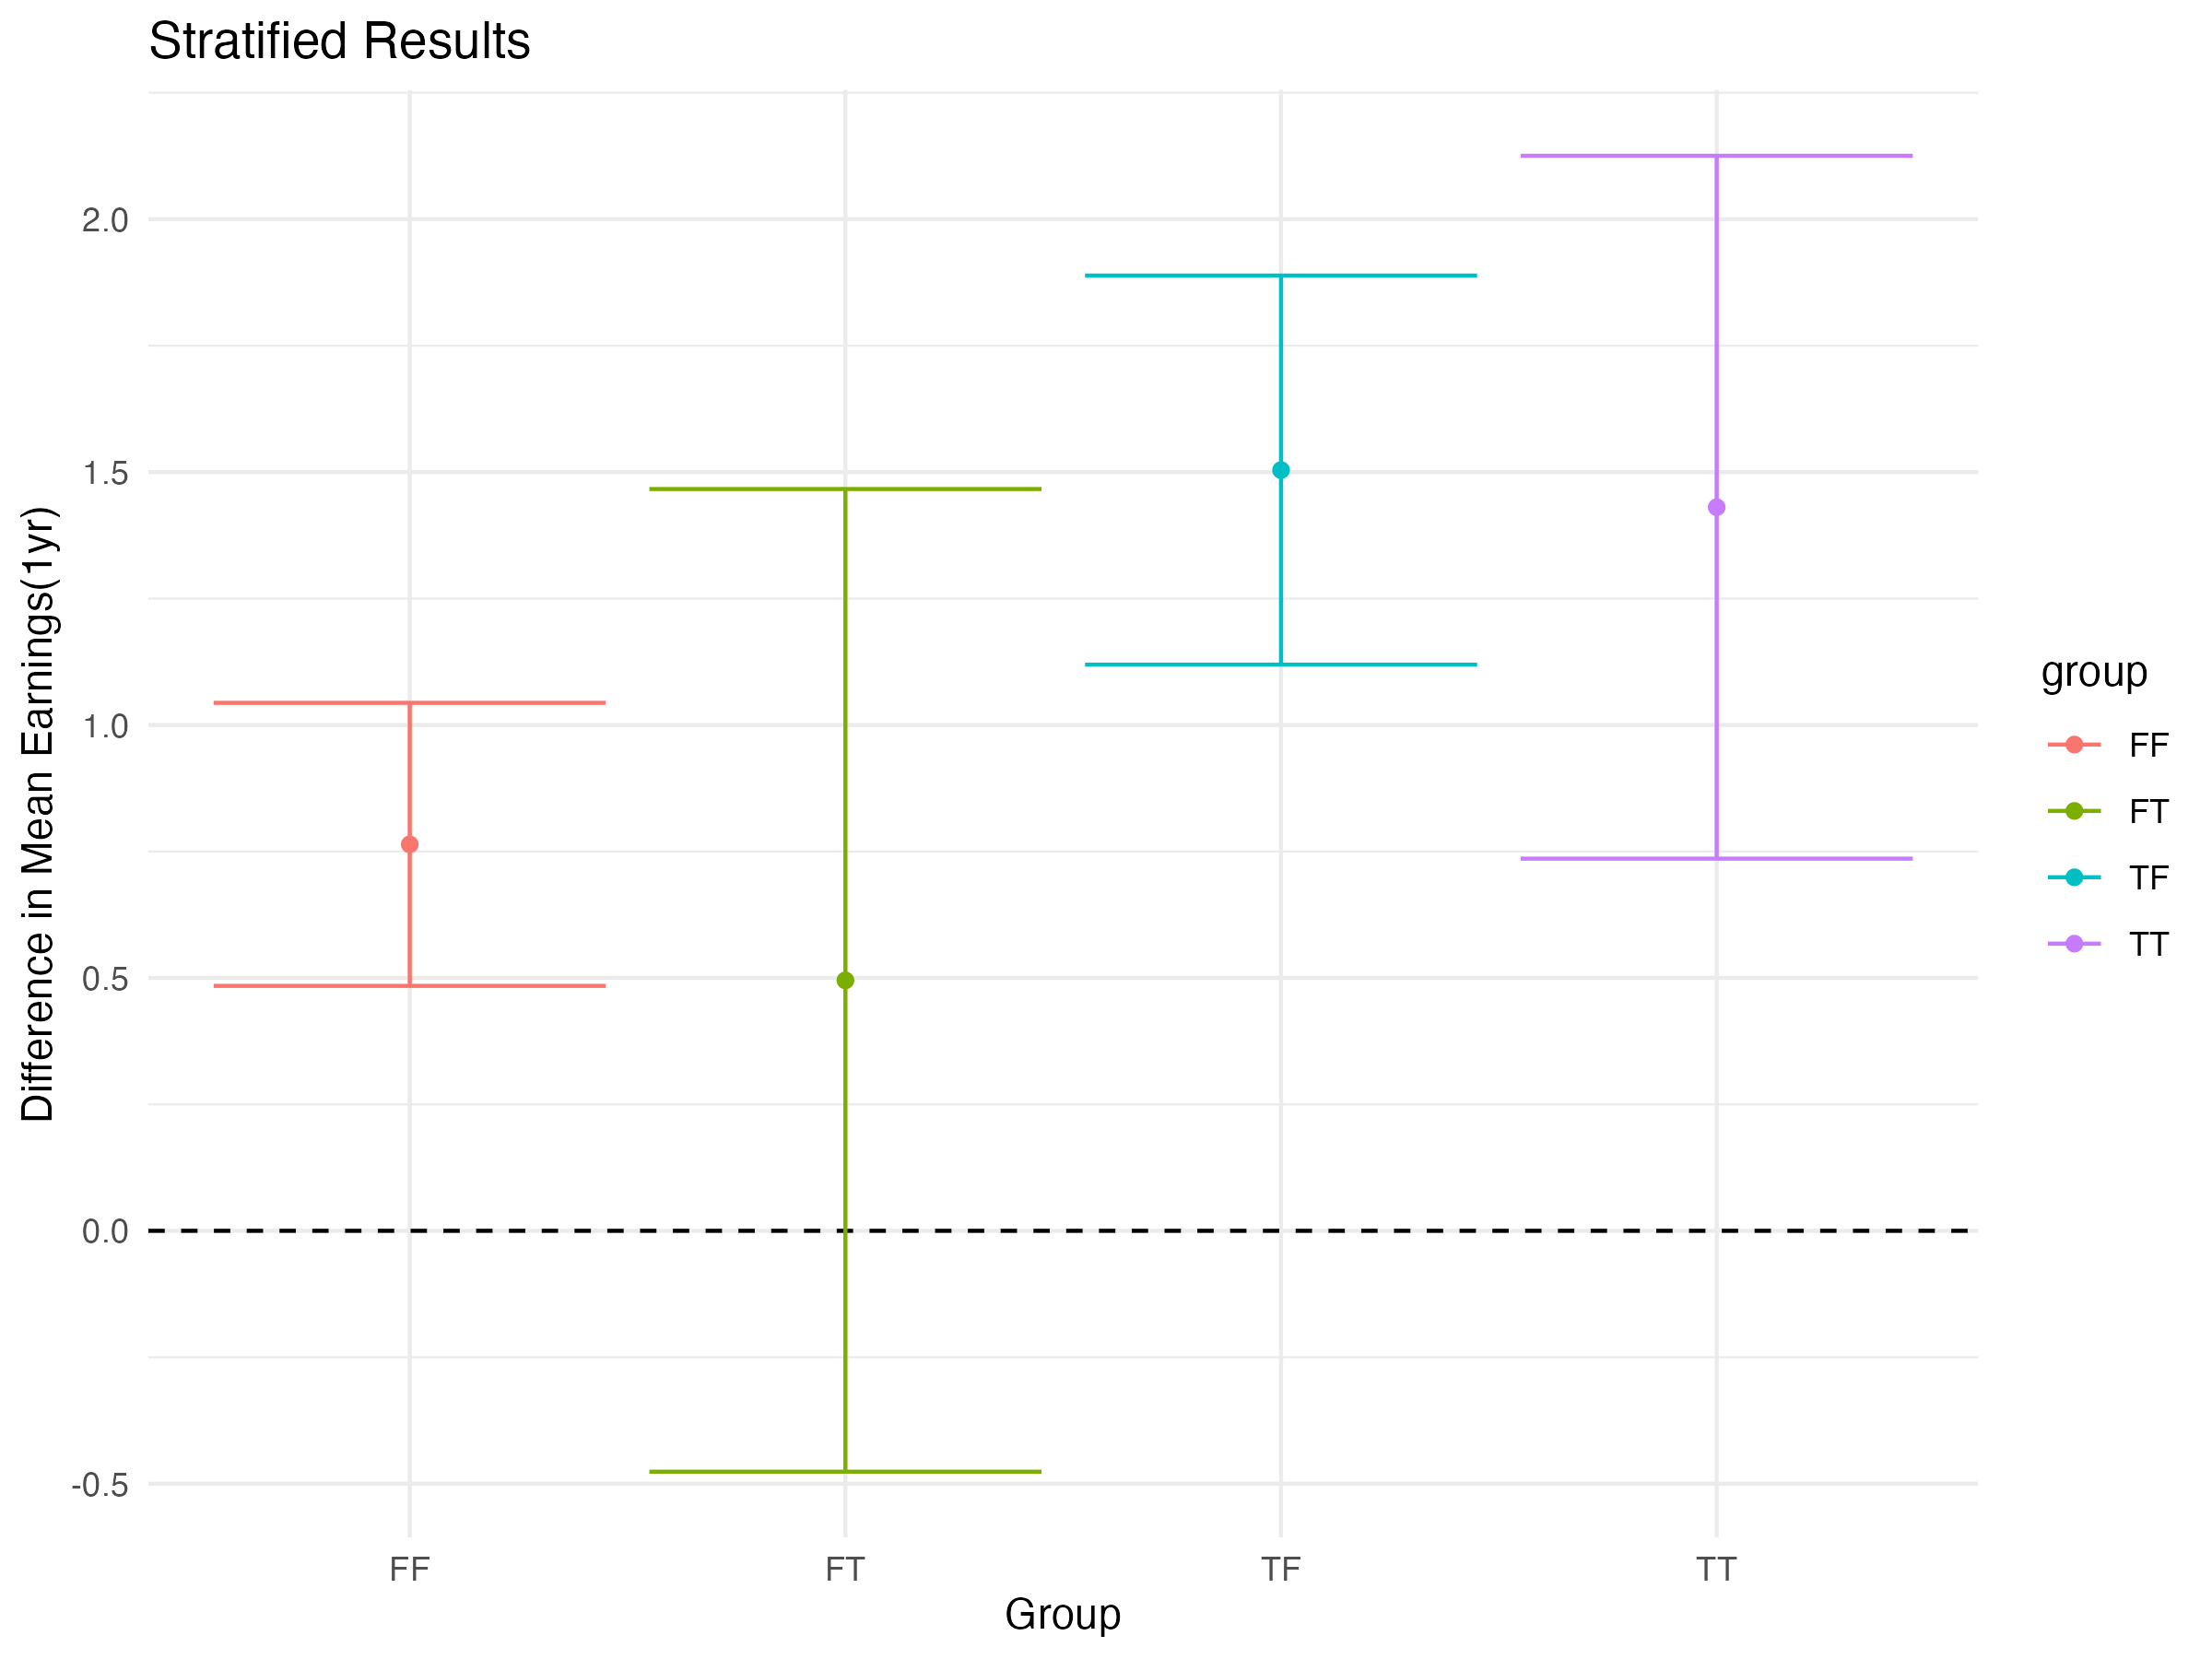 Stratified Results
Difference in Mean Earnings(1yr)
2.0
1.5
1.0
0.5
0.0
-0.5
FF
FT
TF
TT
Group
group
FF
FT
TF
TT